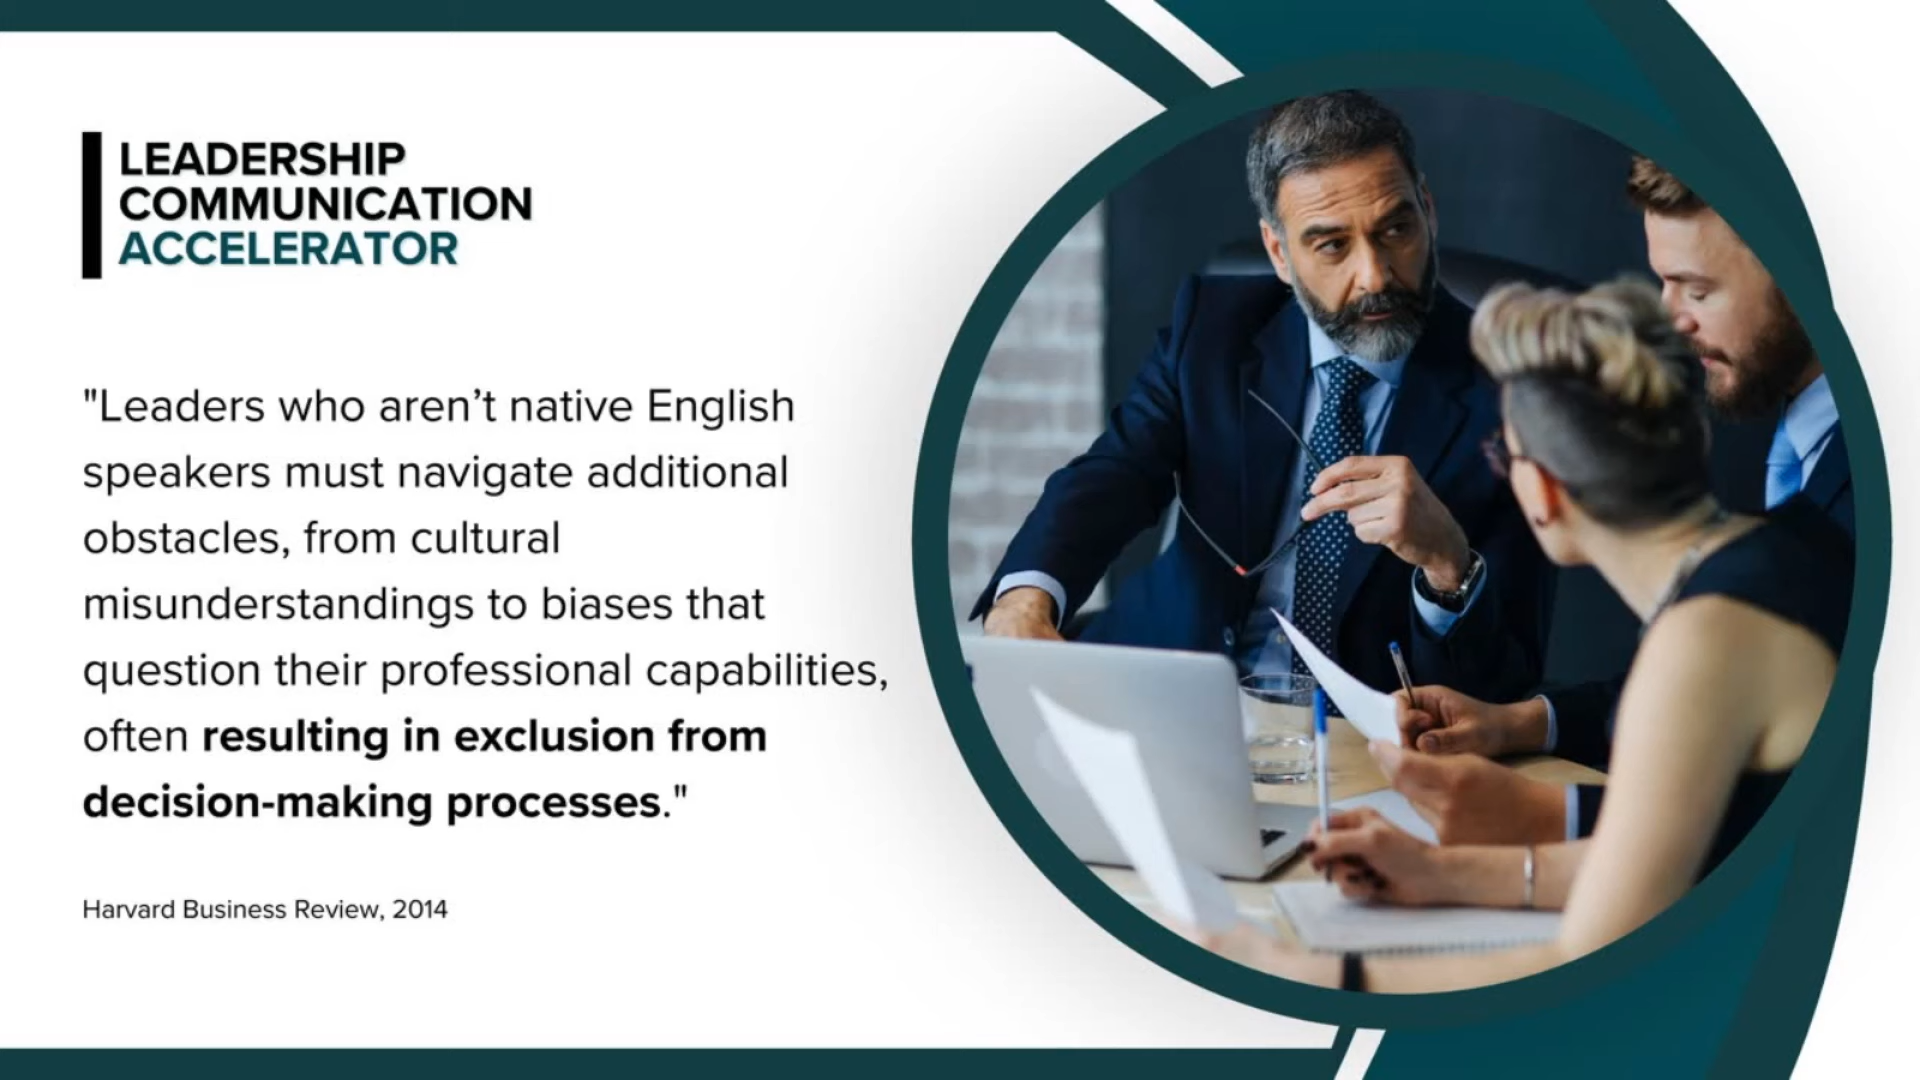 LEADERSHIP
COMMUNICATION
ACCELERATOR
"Leaders who aren’t native English
speakers must navigate additional
obstacles, from cultural
misunderstandings to biases that
question their professional capabilities,
often resulting in exclusion from
decision-making processes."
Harvard Business Review, 2014